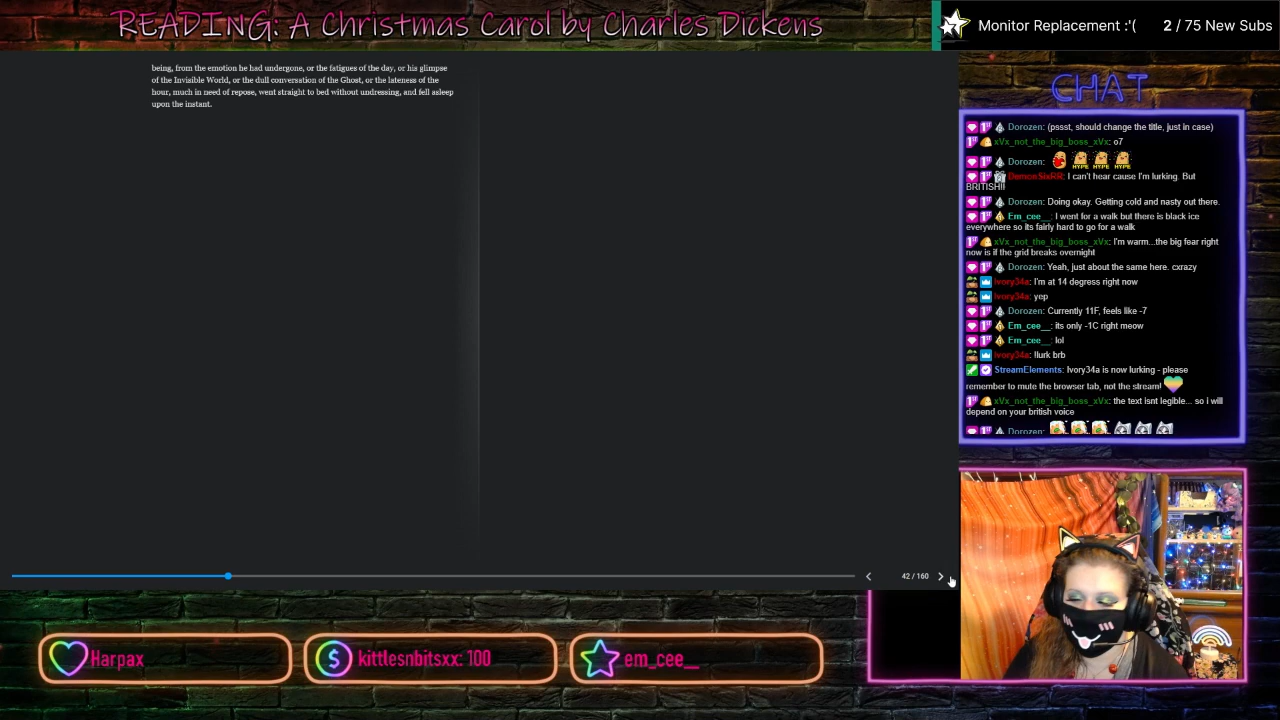 READING: A Christmas Carol by Charles Dickens
Monitor Replacement :'(
2 / 75 New Subs
being, from the emotion he had undergone, or the fatigues of the day, or his glimpse
of the Invisible World, or the dull conversation of the Ghost, or the lateness of the
hour, much in need of repose, went straight to bed without undressing, and fell asleep
upon the instant.
CHAT
Dorozen: (pssst, should change the title, just in case)
xVx_not_the_big_boss_xVx: o7
Dorozen: HYPE HYPE HYPE
DemonSixRR: I can't hear cause I'm lurking. But
BRITISH!!
Dorozen: Doing okay. Getting cold and nasty out there.
Em_cee__: I went for a walk but there is black ice
everywhere so its fairly hard to go for a walk
xVx_not_the_big_boss_xVx: I'm warm...the big fear right
now is if the grid breaks overnight
Dorozen: Yeah, just about the same here. cxrazy
Ivory34a: I'm at 14 degress right now
Ivory34a: yep
Dorozen: Currently 11F, feels like -7
Em_cee__: its only -1C right meow
Em_cee__: lol
Ivory34a: !lurk brb
StreamElements: Ivory34a is now lurking - please
remember to mute the browser tab, not the stream!
xVx_not_the_big_boss_xVx: the text isnt legible... so i will
depend on your british voice
Dorozen:
42 / 160
Harpax
kittlesnbitsxx: 100
em_cee__